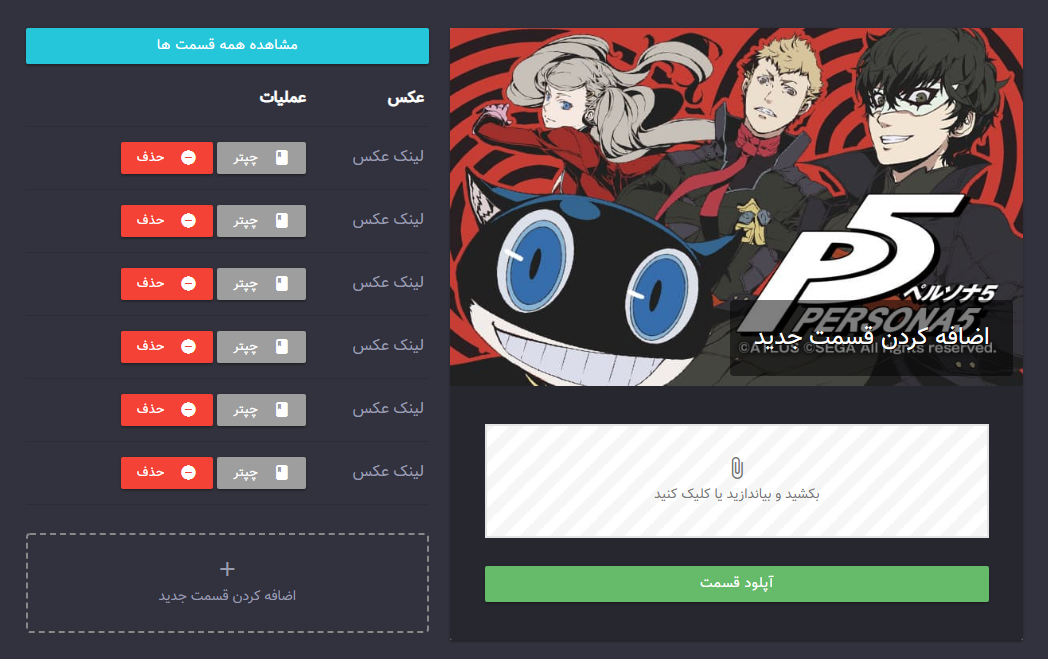 P5
ペルソナ5
PERSONA5
اضافه کردن قسمت جدید
©ATLUS ©SEGA All rights reserved.
بکشید و بیاندازید یا کلیک کنید
آپلود قسمت
مشاهده همه قسمت ها
عکس عملیات
لینک عکس چپتر حذف
لینک عکس چپتر حذف
لینک عکس چپتر حذف
لینک عکس چپتر حذف
لینک عکس چپتر حذف
لینک عکس چپتر حذف
اضافه کردن قسمت جدید